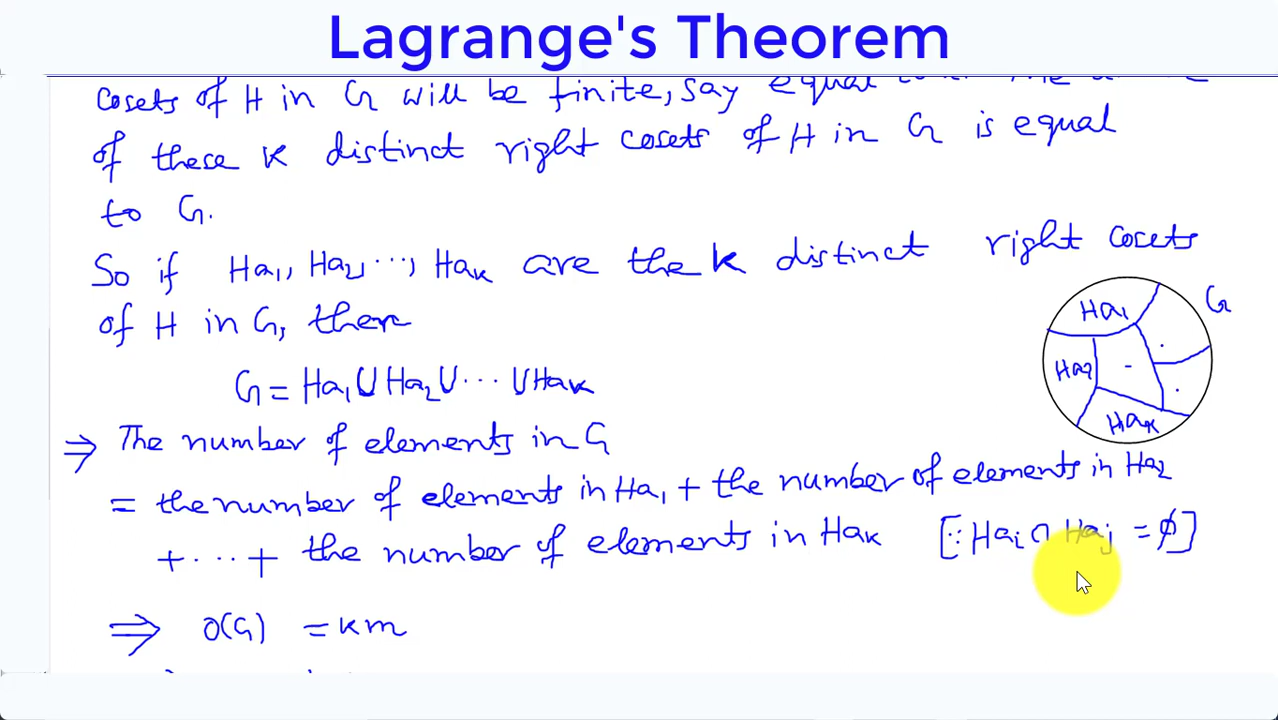 Lagrange's Theorem
cosets of H in G will be finite, say equal
of these k distinct right cosets of H in G is equal
to G.
So if Ha₁, Ha₂, ..., Haₖ are the k distinct right cosets
of H in G, then
G
Ha₁
Ha₂
Haₖ
G = Ha₁ ∪ Ha₂ ∪ ... ∪ Haₖ
⇒ The number of elements in G
= the number of elements in Ha₁ + the number of elements in Ha₂
+ ... + the number of elements in Haₖ [∵ Haᵢ ∩ Haⱼ = ϕ]
⇒ O(G) = km